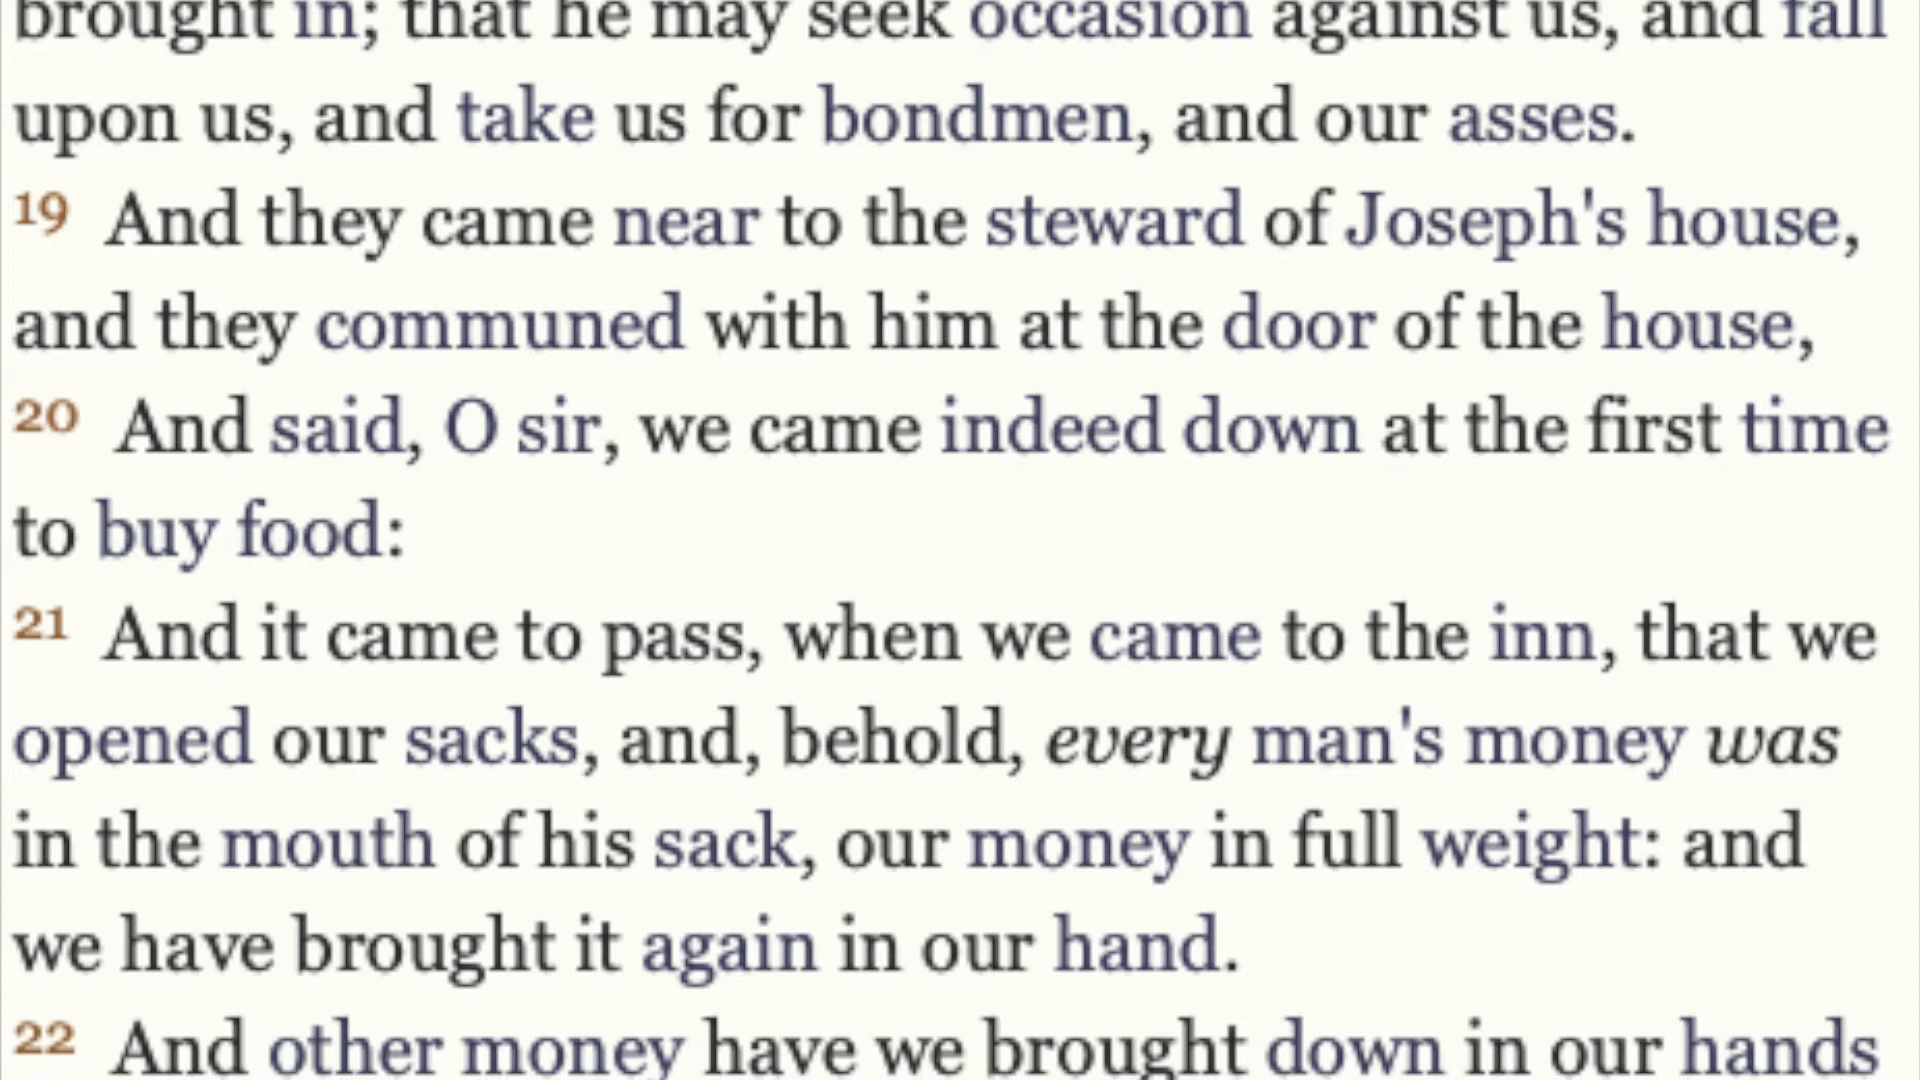 brought in; that he may seek occasion against us, and fall
upon us, and take us for bondmen, and our asses.
19 And they came near to the steward of Joseph's house,
and they communed with him at the door of the house,
20 And said, O sir, we came indeed down at the first time
to buy food:
21 And it came to pass, when we came to the inn, that we
opened our sacks, and, behold, every man's money was
in the mouth of his sack, our money in full weight: and
we have brought it again in our hand.
22 And other money have we brought down in our hands